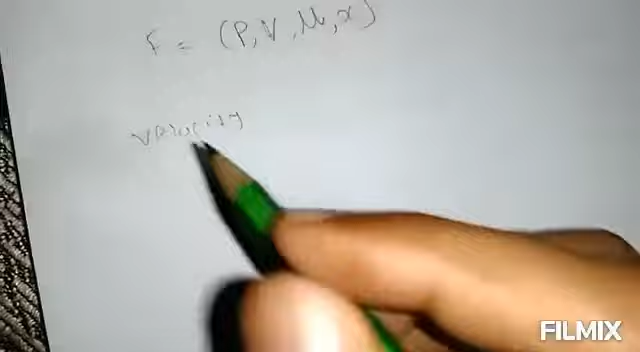 F = (P, V, M, x)
velocity
FILMIX